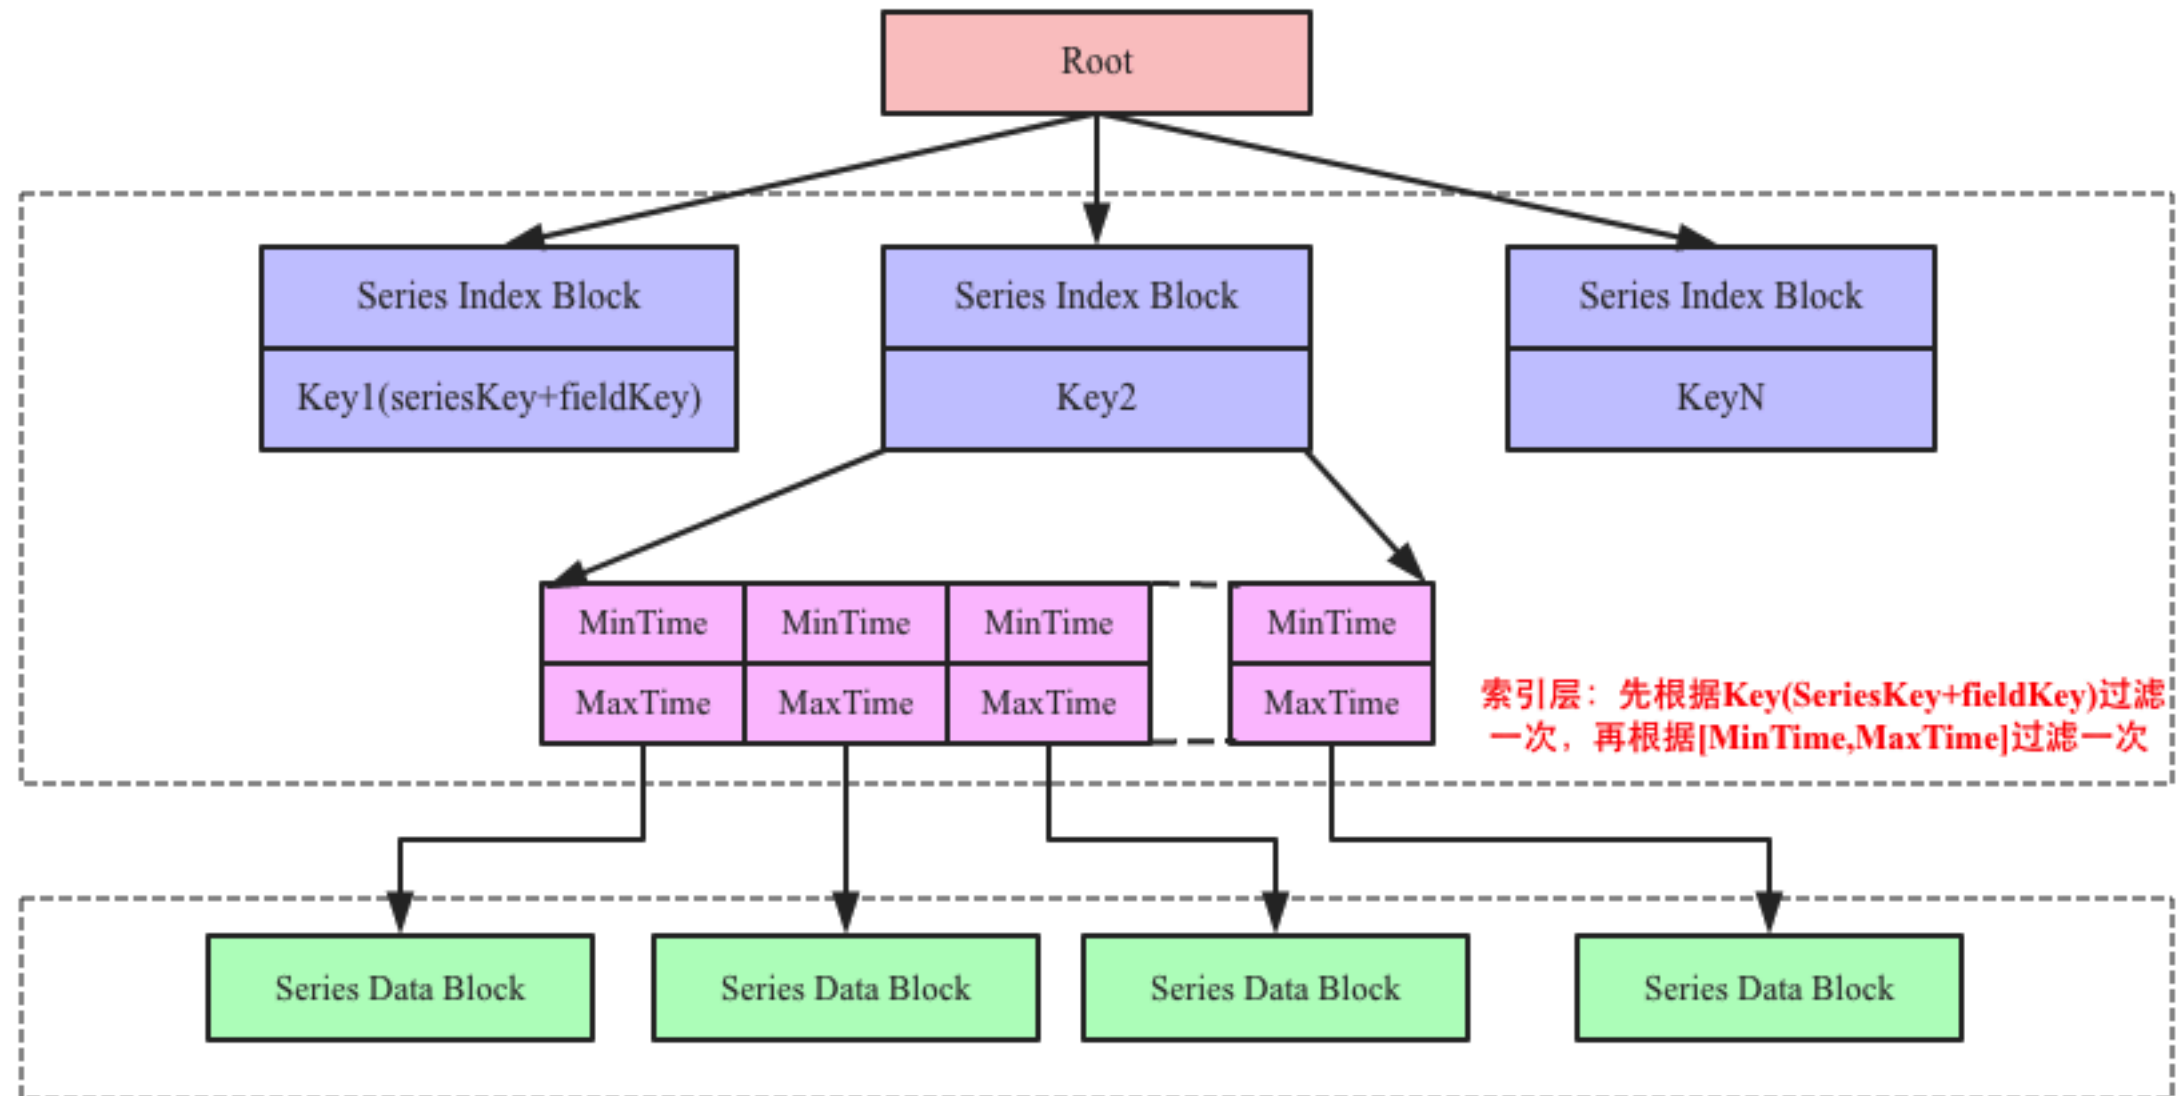 Root
Series Index Block
Series Index Block
Series Index Block
Key1(seriesKey+fieldKey)
Key2
KeyN
MinTime
MinTime
MinTime
MinTime
MaxTime
MaxTime
MaxTime
MaxTime
索引层：先根据Key(SeriesKey+fieldKey)过滤
一次，再根据[MinTime,MaxTime]过滤一次
Series Data Block
Series Data Block
Series Data Block
Series Data Block